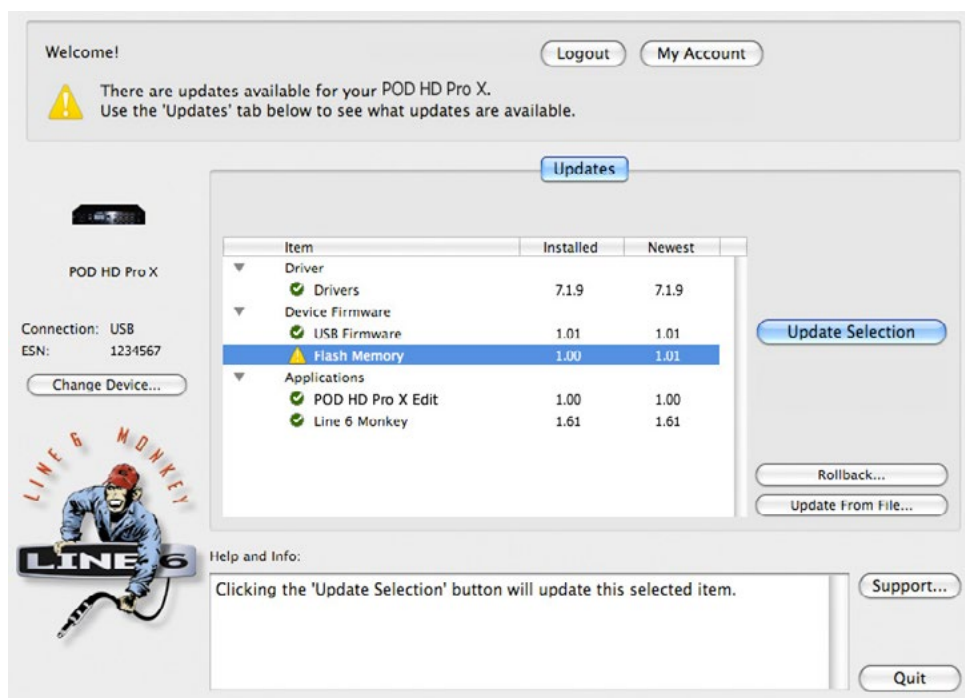 Welcome!
Logout
My Account
There are updates available for your POD HD Pro X.
Use the 'Updates' tab below to see what updates are available.
Updates
POD HD Pro X
Connection: USB
ESN: 1234567
Change Device...
LINE 6 MONKEY
LINE 6
Item Installed Newest
Driver
Drivers 7.1.9 7.1.9
Device Firmware
USB Firmware 1.01 1.01
Flash Memory 1.00 1.01
Applications
POD HD Pro X Edit 1.00 1.00
Line 6 Monkey 1.61 1.61
Update Selection
Rollback...
Update From File...
Help and Info:
Clicking the 'Update Selection' button will update this selected item.
Support...
Quit